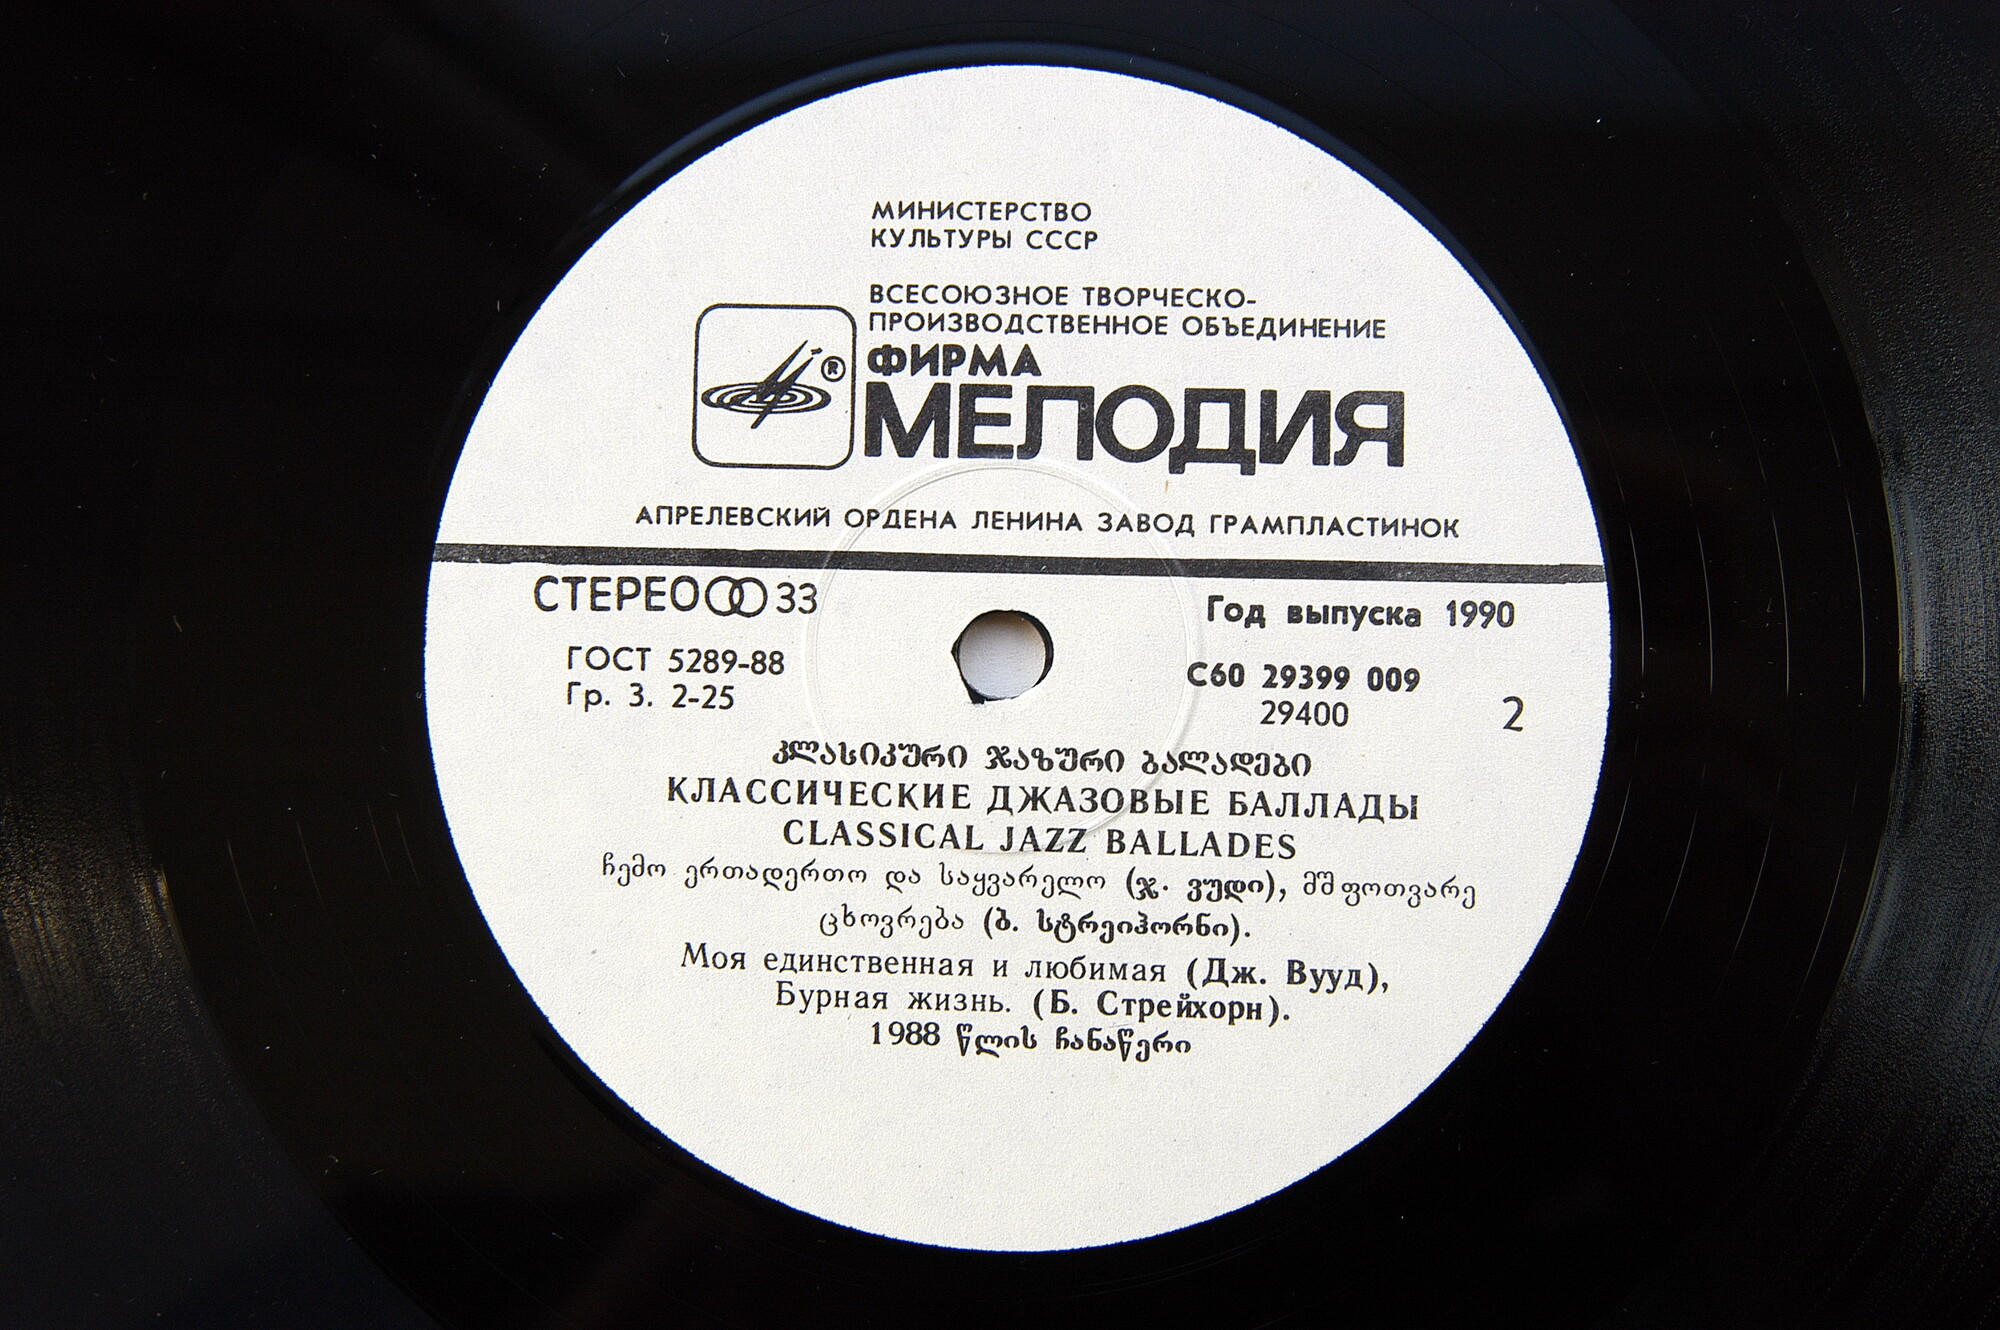 МИНИСТЕРСТВО
КУЛЬТУРЫ СССР
ВСЕСОЮЗНОЕ ТВОРЧЕСКО-
ПРОИЗВОДСТВЕННОЕ ОБЪЕДИНЕНИЕ
®
ФИРМА
МЕЛОДИЯ
АПРЕЛЕВСКИЙ ОРДЕНА ЛЕНИНА ЗАВОД ГРАМПЛАСТИНОК
СТЕРЕО 33
Год выпуска 1990
ГОСТ 5289-88
Гр. 3. 2-25
С60 29399 009
29400
2
კლასიკური ჯაზური ბალადები
КЛАССИЧЕСКИЕ ДЖАЗОВЫЕ БАЛЛАДЫ
CLASSICAL JAZZ BALLADES
ჩემო ერთადერთო და საყვარელო (ჯ. ვუდი), მშფოთვარე
ცხოვრება (ბ. სტრეიჰორნი).
Моя единственная и любимая (Дж. Вууд),
Бурная жизнь. (Б. Стрейхорн).
1988 წლის ჩანაწერი